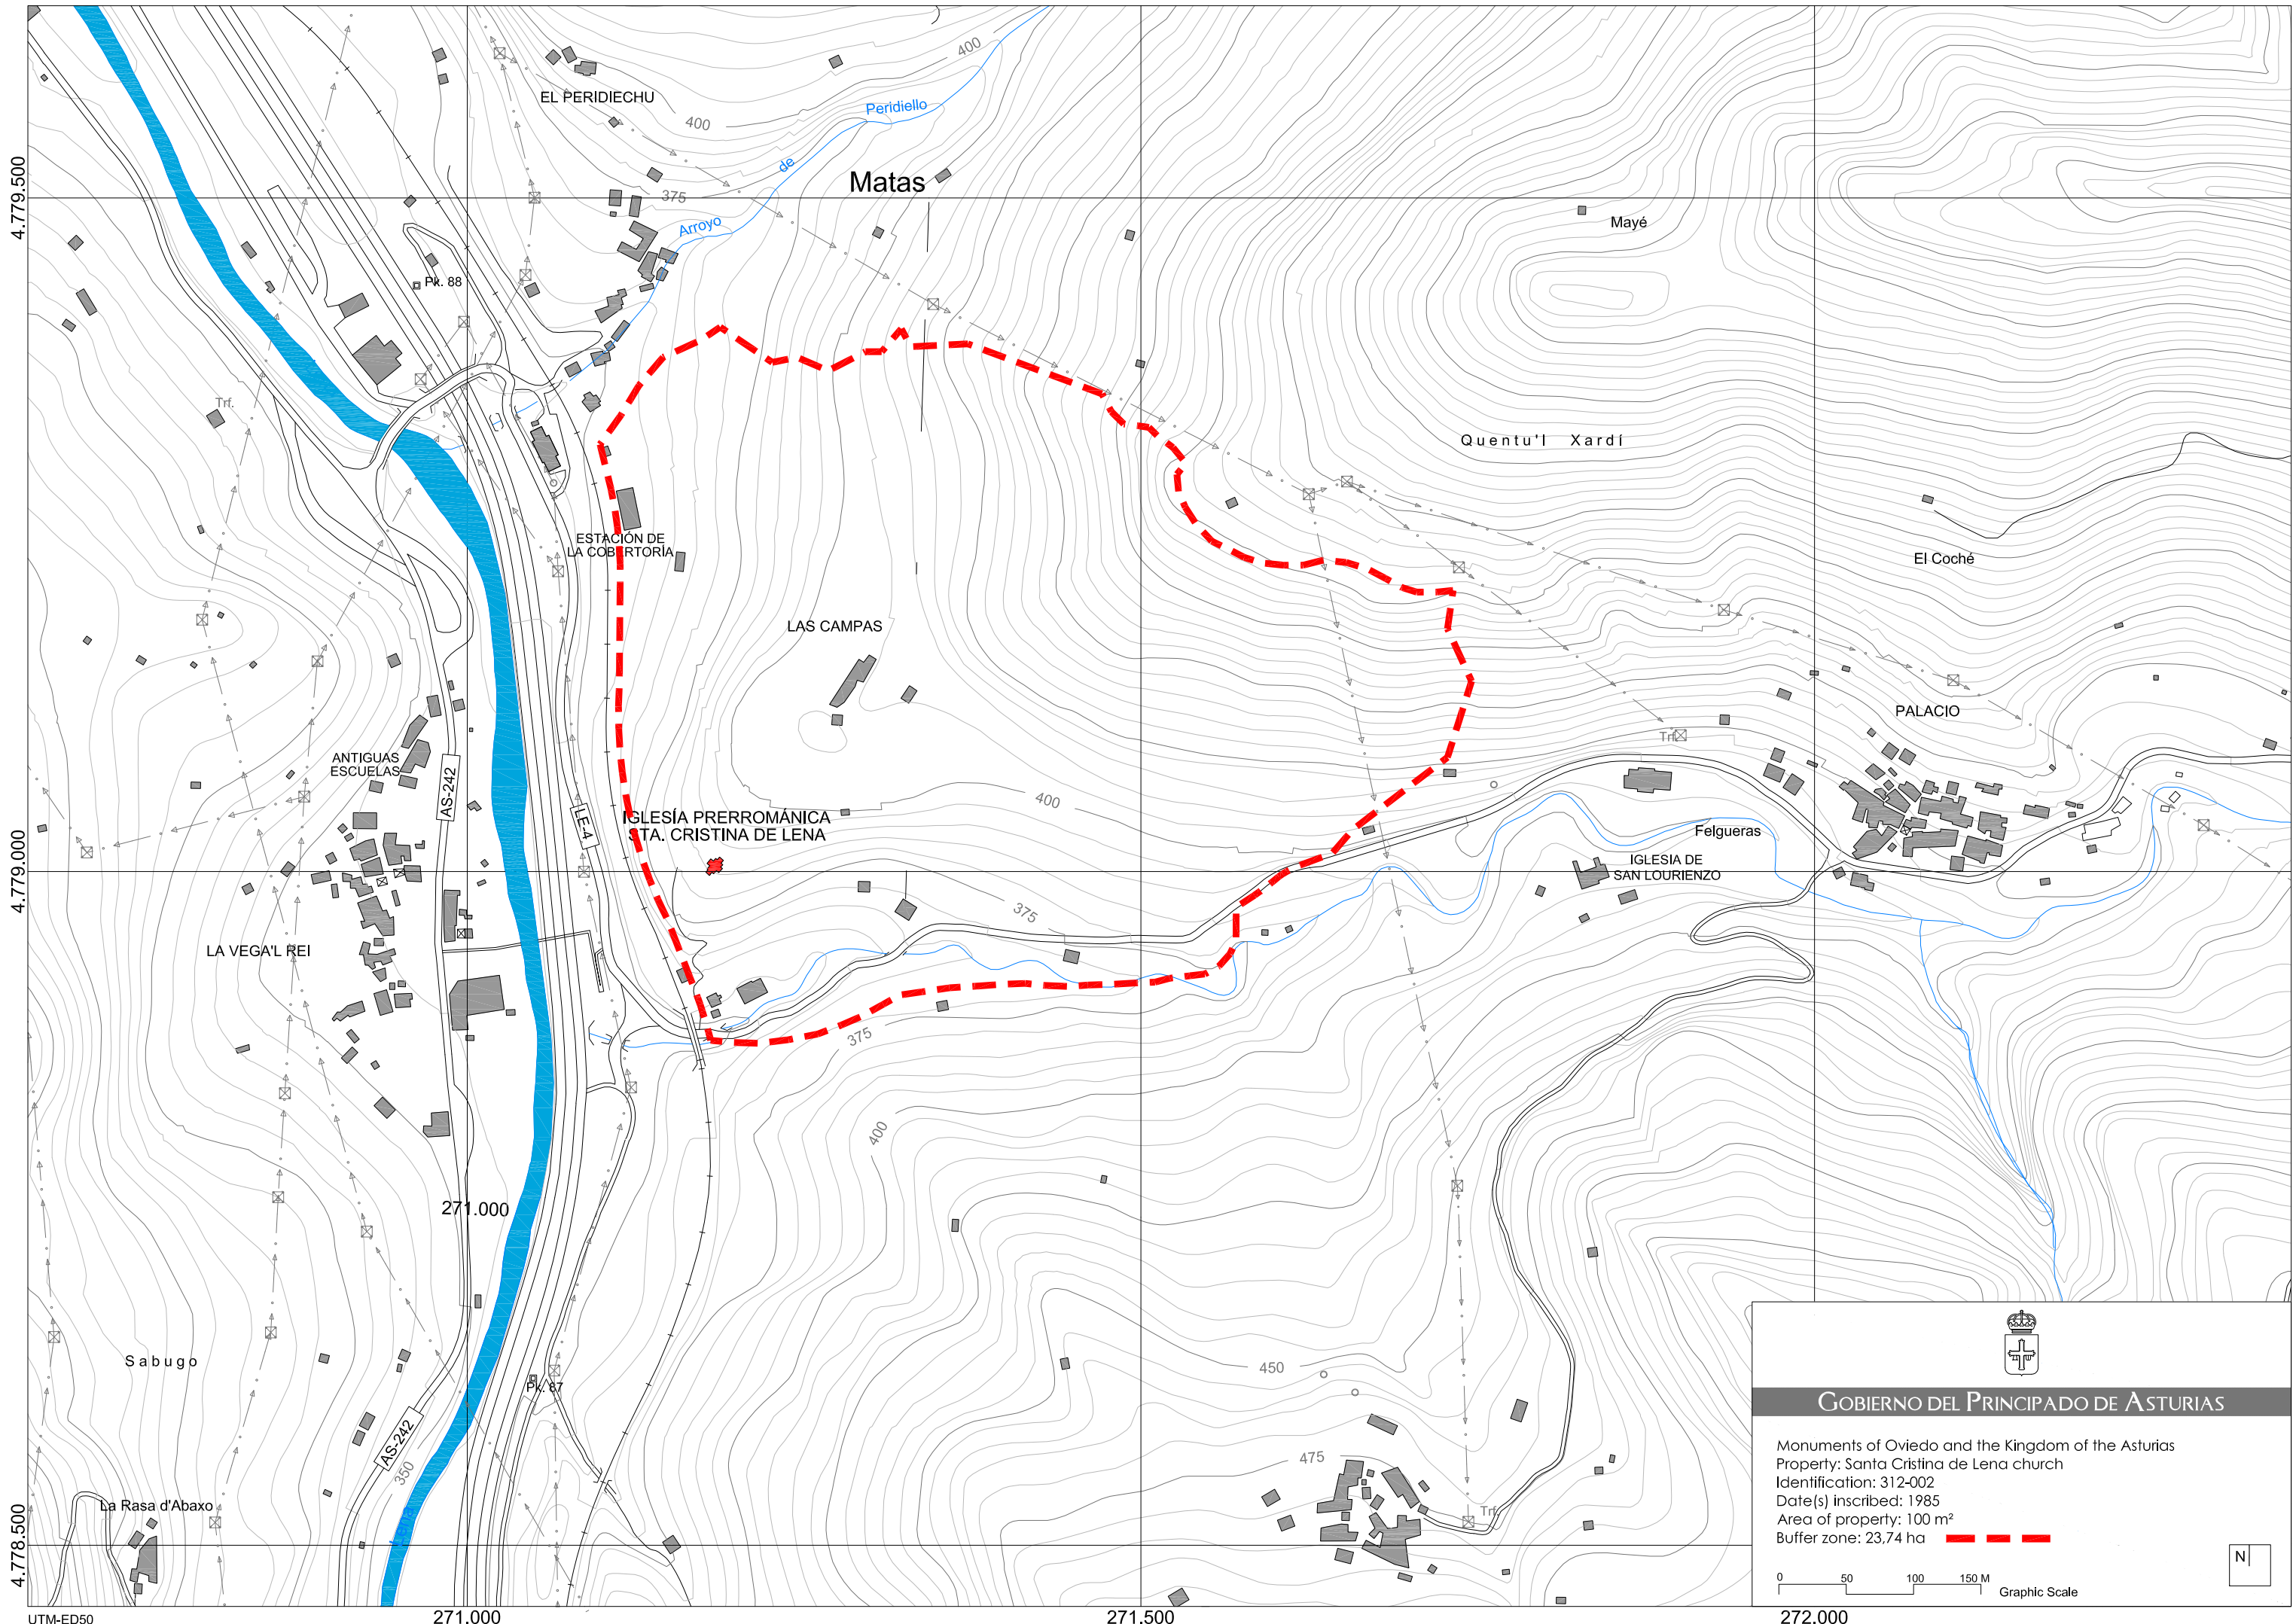 400
EL PERIDIECHU
Peridiello
400
de
Matas
4.779.500
375
Arroyo
Mayé
Pk. 88
Trf.
Quentu'l Xardí
ESTACIÓN DE
LA COBERTORÍA
El Coché
LAS CAMPAS
PALACIO
Trf.
ANTIGUAS
ESCUELAS
AS-242
400
LE-4
IGLESÍA PRERROMÁNICA
STA. CRISTINA DE LENA
Felgueras
IGLESIA DE
SAN LOURIENZO
4.779.000
375
LA VEGA'L REI
375
400
271.000
Sabugo
450
Pk. 87
AS-242
350
475
La Rasa d'Abaxo
Trf.
Lena
4.778.500
GOBIERNO DEL PRINCIPADO DE ASTURIAS
Monuments of Oviedo and the Kingdom of the Asturias
Property: Santa Cristina de Lena church
Identification: 312-002
Date(s) inscribed: 1985
Area of property: 100 m²
Buffer zone: 23,74 ha
0 50 100 150 M
Graphic Scale
N
UTM-ED50
271.000
271.500
272.000